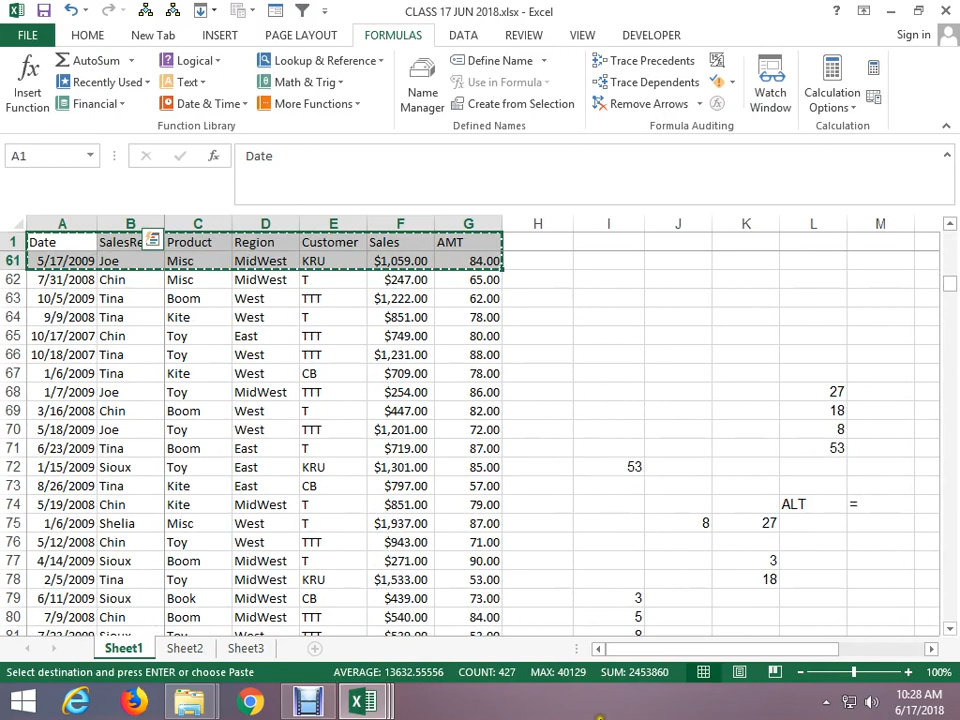 CLASS 17 JUN 2018.xlsx - Excel
FILE HOME New Tab INSERT PAGE LAYOUT FORMULAS DATA REVIEW VIEW DEVELOPER Sign in
Insert Function
AutoSum
Recently Used
Financial
Logical
Text
Date & Time
Lookup & Reference
Math & Trig
More Functions
Function Library
Name Manager
Define Name
Use in Formula
Create from Selection
Defined Names
Trace Precedents
Trace Dependents
Remove Arrows
Formula Auditing
Watch Window
Calculation Options
Calculation
A1 fx Date
A B C D E F G H I J K L M
1 Date SalesRe Product Region Customer Sales AMT
61 5/17/2009 Joe Misc MidWest KRU $1,059.00 84.00
62 7/31/2008 Chin Misc MidWest T $247.00 65.00
63 10/5/2009 Tina Boom West TTT $1,222.00 62.00
64 9/9/2008 Tina Kite West T $851.00 78.00
65 10/17/2007 Chin Toy East TTT $749.00 80.00
66 10/18/2007 Tina Toy West TTT $1,231.00 88.00
67 1/6/2009 Tina Kite West CB $709.00 78.00
68 1/7/2009 Joe Toy MidWest TTT $254.00 86.00 27
69 3/16/2008 Chin Boom West T $447.00 82.00 18
70 5/18/2009 Joe Toy West TTT $1,201.00 72.00 8
71 6/23/2009 Tina Boom East T $719.00 87.00 53
72 1/15/2009 Sioux Toy East KRU $1,301.00 85.00 53
73 8/26/2009 Tina Kite East CB $797.00 57.00
74 5/19/2008 Chin Kite MidWest T $851.00 79.00 ALT =
75 1/6/2009 Shelia Misc West T $1,937.00 87.00 8 27
76 5/12/2008 Chin Toy West T $943.00 71.00
77 4/14/2009 Sioux Boom MidWest T $271.00 90.00 3
78 2/5/2009 Tina Toy MidWest KRU $1,533.00 53.00 18
79 6/11/2009 Sioux Book MidWest CB $439.00 73.00 3
80 7/9/2008 Chin Boom MidWest TTT $540.00 84.00 5
Sheet1 Sheet2 Sheet3
Select destination and press ENTER or choose Paste AVERAGE: 13632.55556 COUNT: 427 MAX: 40129 SUM: 2453860 100%
10:28 AM
6/17/2018